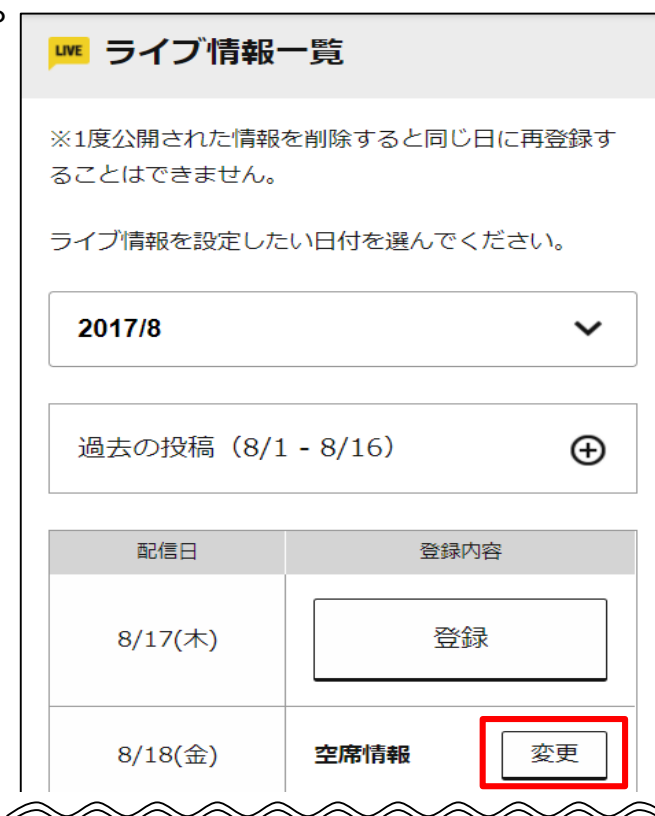 LIVE ライブ情報一覧
※1度公開された情報を削除すると同じ日に再登録す
ることはできません。
ライブ情報を設定したい日付を選んでください。
2017/8
過去の投稿（8/1 - 8/16）
配信日 登録内容
8/17(木) 登録
8/18(金) 空席情報 変更